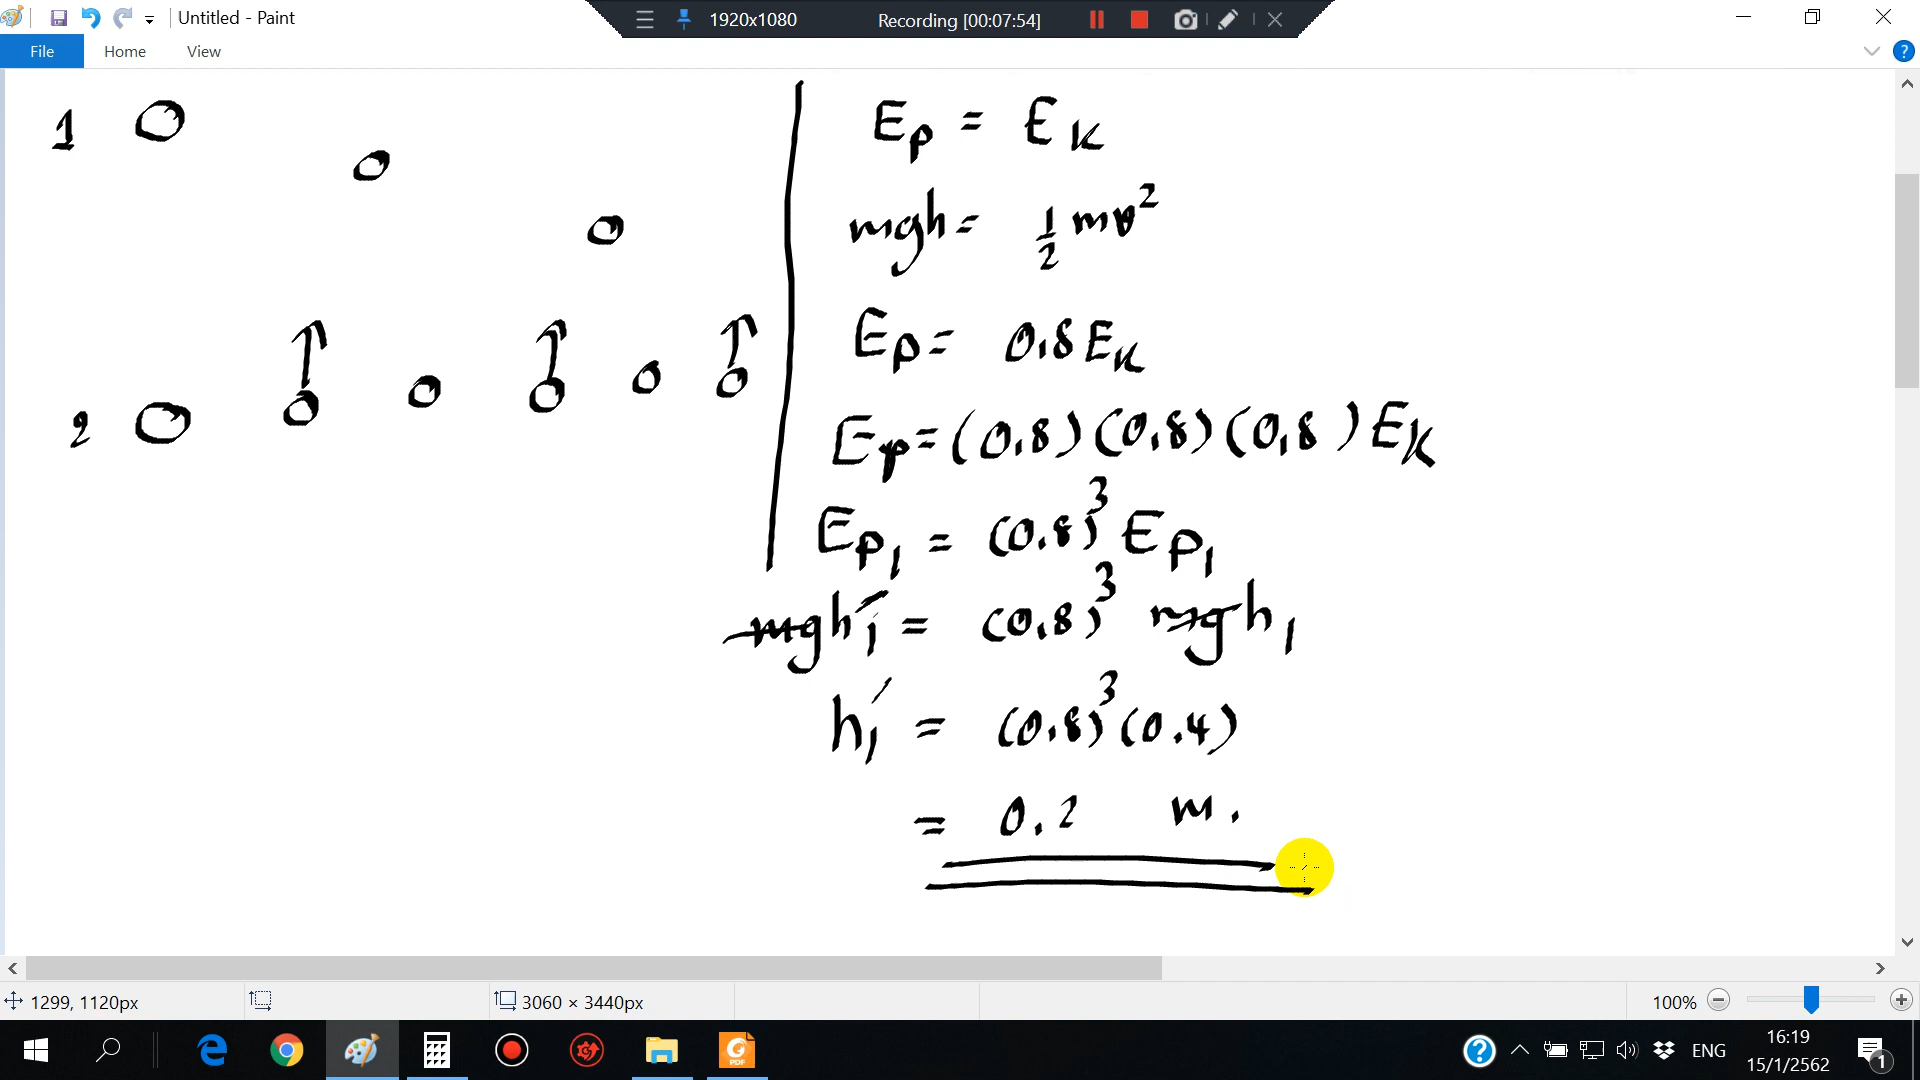 Untitled - Paint
1920x1080
Recording [00:07:54]
File Home View
1
2
Ep = EK
mgh = 1/2 mv²
Ep = 0.8EK
Ep = (0.8)(0.8)(0.8)EK
Ep₁ = (0.8)³ Ep₁
mgh₁′ = (0.8)³ mgh₁
h₁′ = (0.8)³(0.4)
= 0.2 m.
1299, 1120px
3060 × 3440px
100%
ENG
16:19
15/1/2562
1
PDF